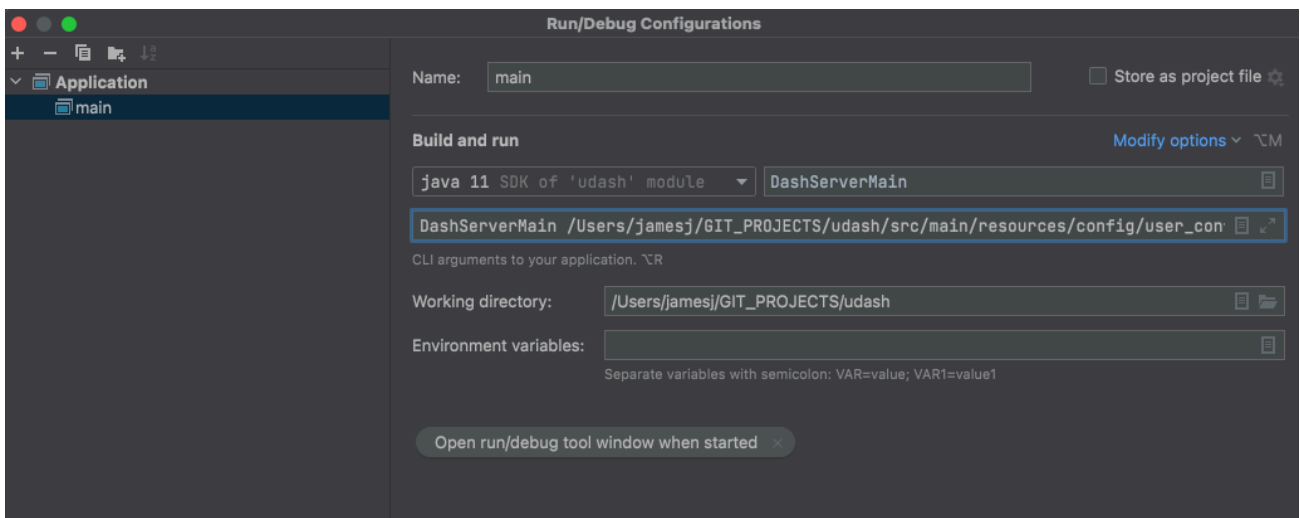 Run/Debug Configurations
Application
main
Name: main Store as project file
Build and run Modify options ⌥M
java 11 SDK of 'udash' module DashServerMain
DashServerMain /Users/jamesj/GIT_PROJECTS/udash/src/main/resources/config/user_con
CLI arguments to your application. ⌥R
Working directory: /Users/jamesj/GIT_PROJECTS/udash
Environment variables:
Separate variables with semicolon: VAR=value; VAR1=value1
Open run/debug tool window when started ×